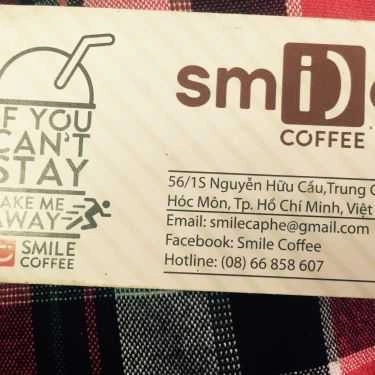 IF YOU
CAN'T
STAY
TAKE ME
AWAY
SMILE
COFFEE
smile
COFFEE
56/1S Nguyễn Hữu Cầu,Trung
Hóc Môn, Tp. Hồ Chí Minh, Việt
Email: smilecaphe@gmail.com
Facebook: Smile Coffee
Hotline: (08) 66 858 607